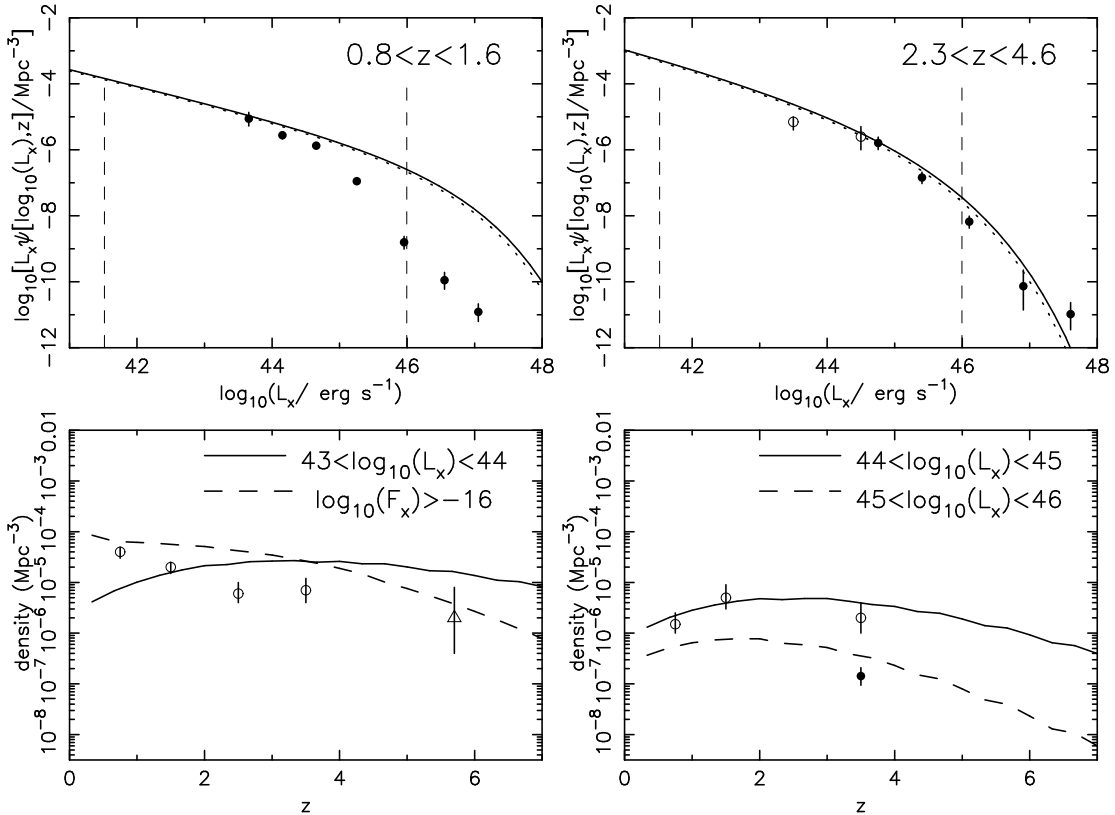 0.8<z<1.6
log₁₀[Lₓψ[log₁₀(Lₓ),z]/Mpc⁻³]
−2
−4
−6
−8
−10
−12
42 44 46 48
log₁₀(Lₓ/ erg s⁻¹)
2.3<z<4.6
log₁₀[Lₓψ[log₁₀(Lₓ),z]/Mpc⁻³]
−2
−4
−6
−8
−10
−12
42 44 46 48
log₁₀(Lₓ/ erg s⁻¹)
43<log₁₀(Lₓ)<44
log₁₀(Fₓ)>−16
density (Mpc⁻³)
0.01
10⁻³
10⁻⁴
10⁻⁵
10⁻⁶
10⁻⁷
10⁻⁸
0 2 4 6
z
44<log₁₀(Lₓ)<45
45<log₁₀(Lₓ)<46
density (Mpc⁻³)
0.01
10⁻³
10⁻⁴
10⁻⁵
10⁻⁶
10⁻⁷
10⁻⁸
0 2 4 6
z